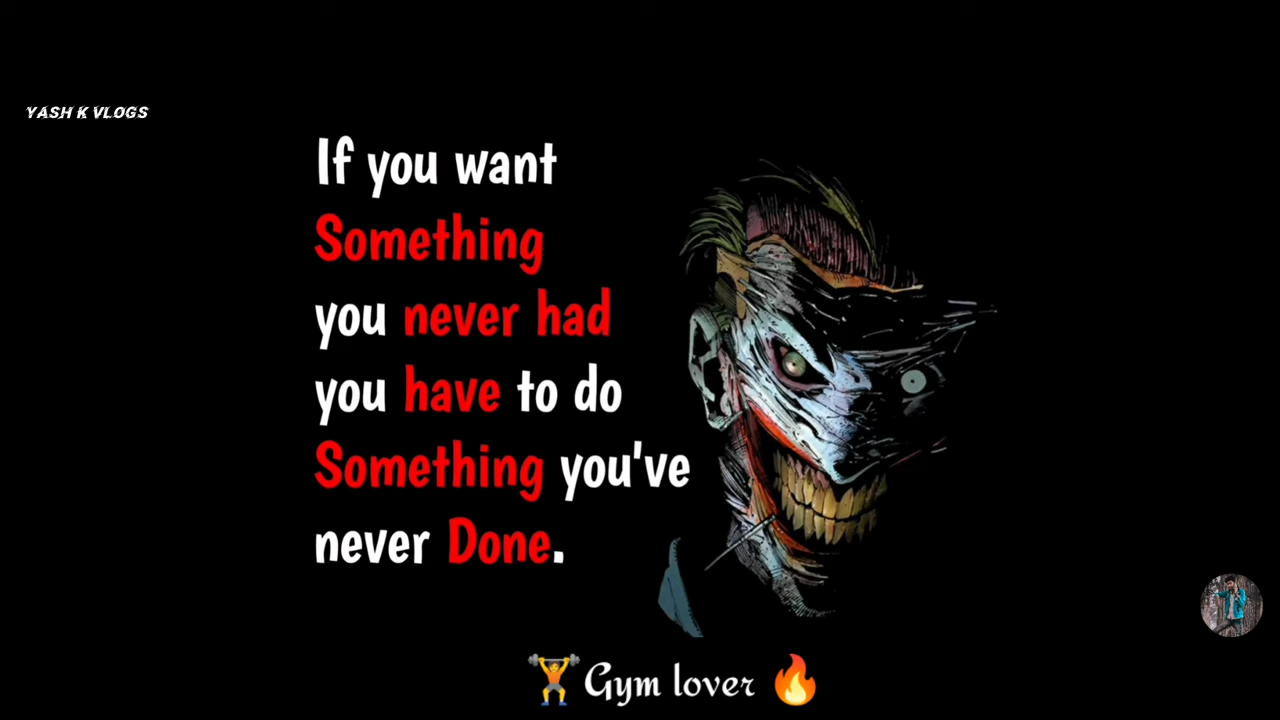 YASH K VLOGS
If you want
Something
you never had
you have to do
Something you've
never Done.
🏋️Gym lover 🔥